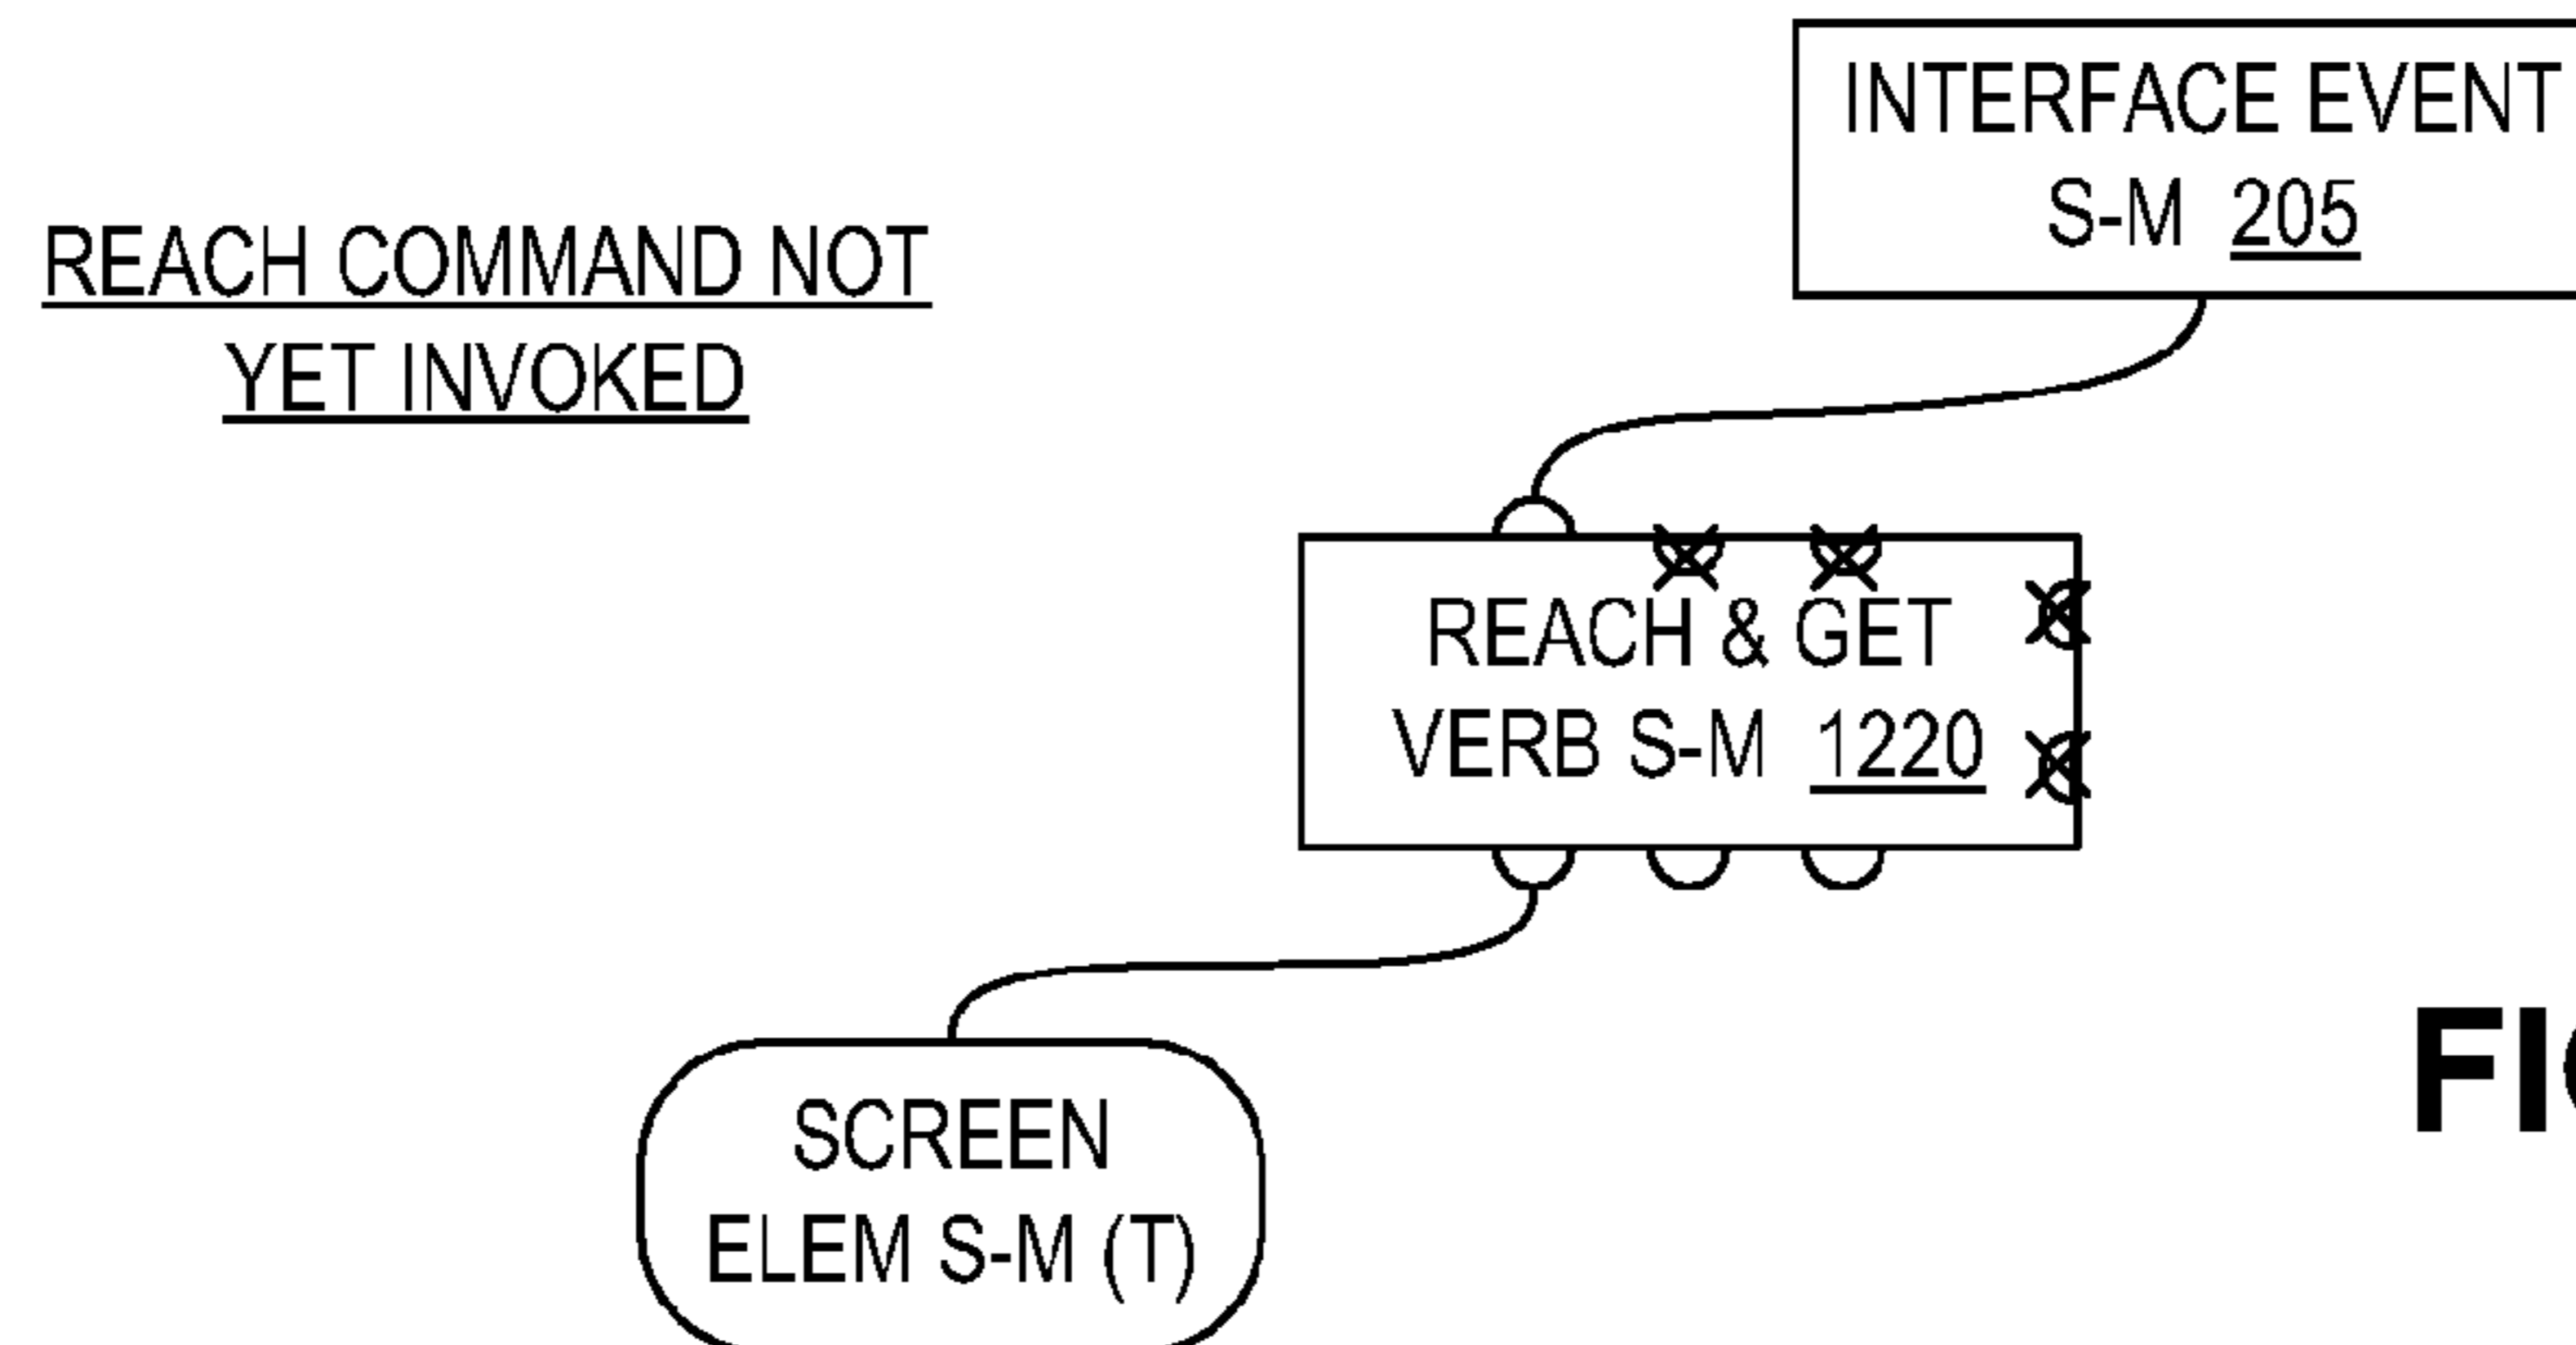 INTERFACE EVENT
S-M 205
REACH COMMAND NOT
YET INVOKED
REACH & GET
VERB S-M 1220
SCREEN
ELEM S-M (T)